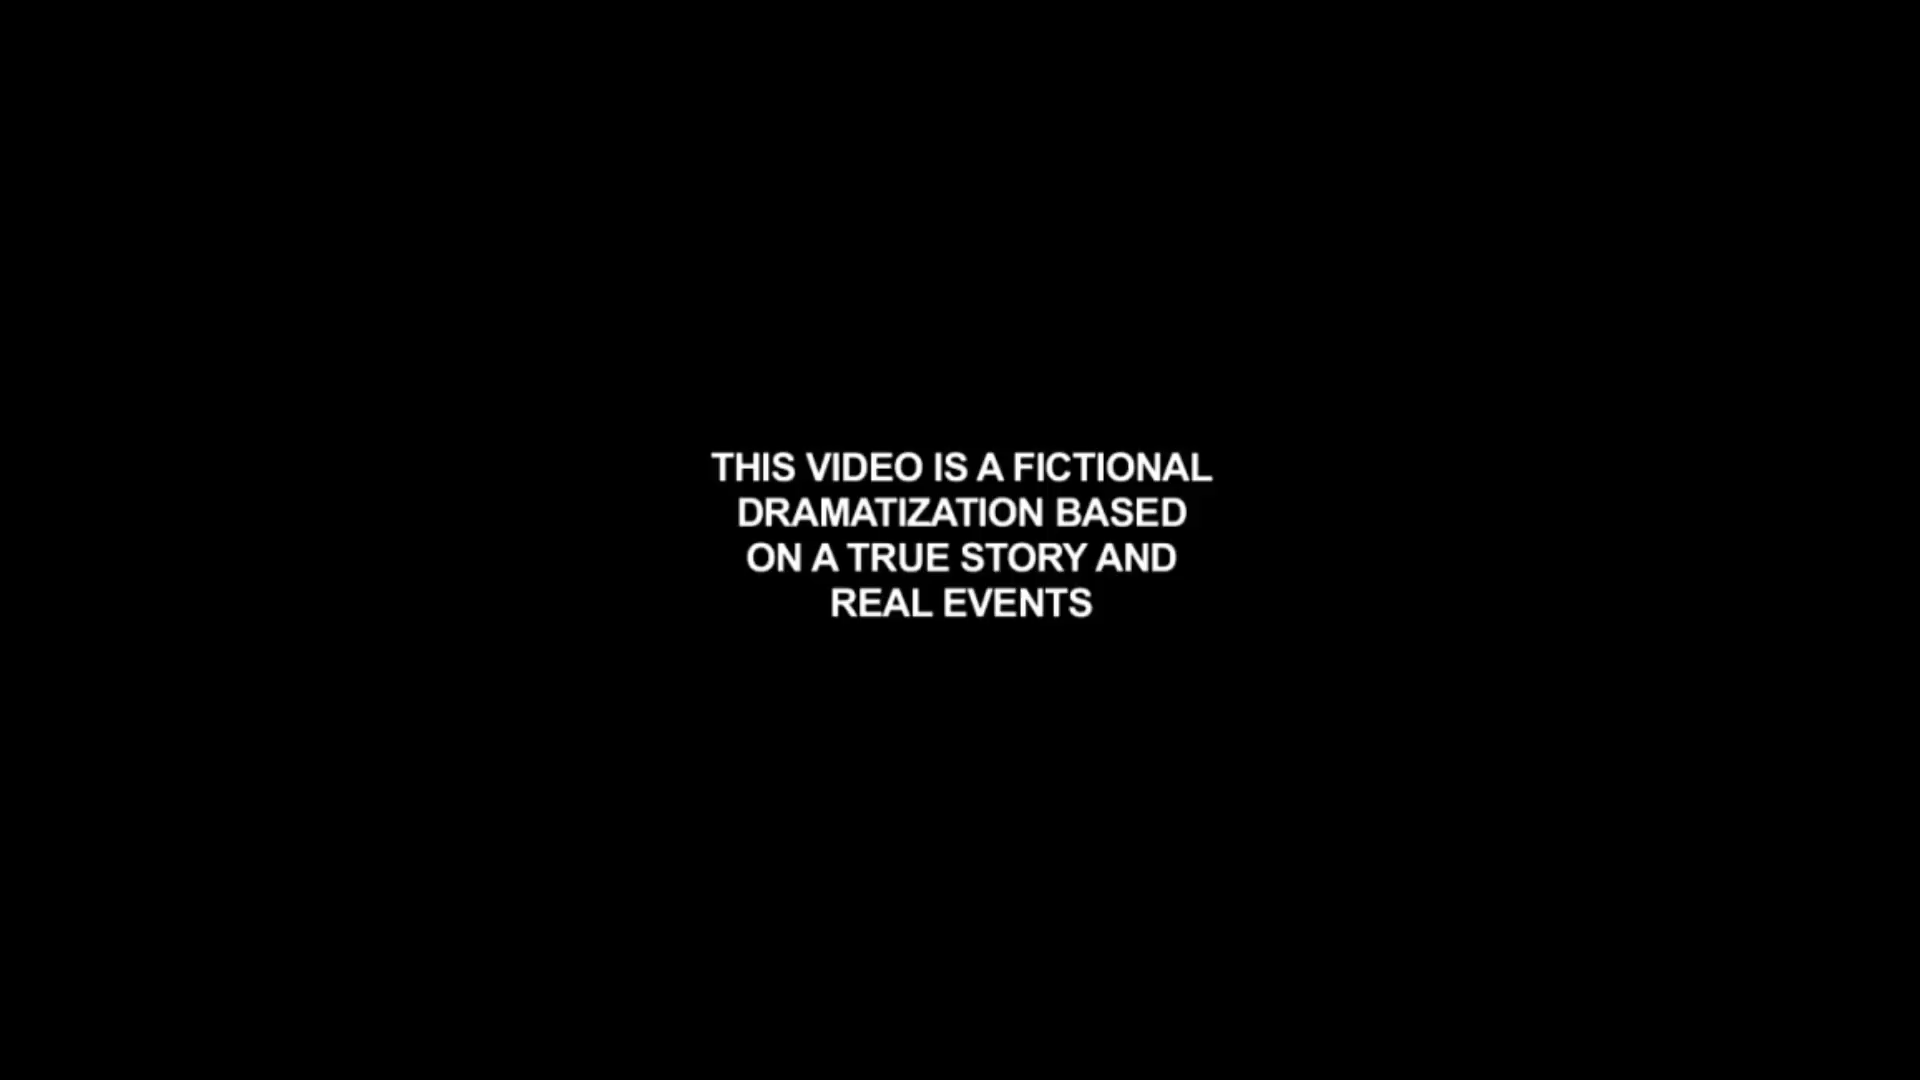 THIS VIDEO IS A FICTIONAL
DRAMATIZATION BASED
ON A TRUE STORY AND
REAL EVENTS